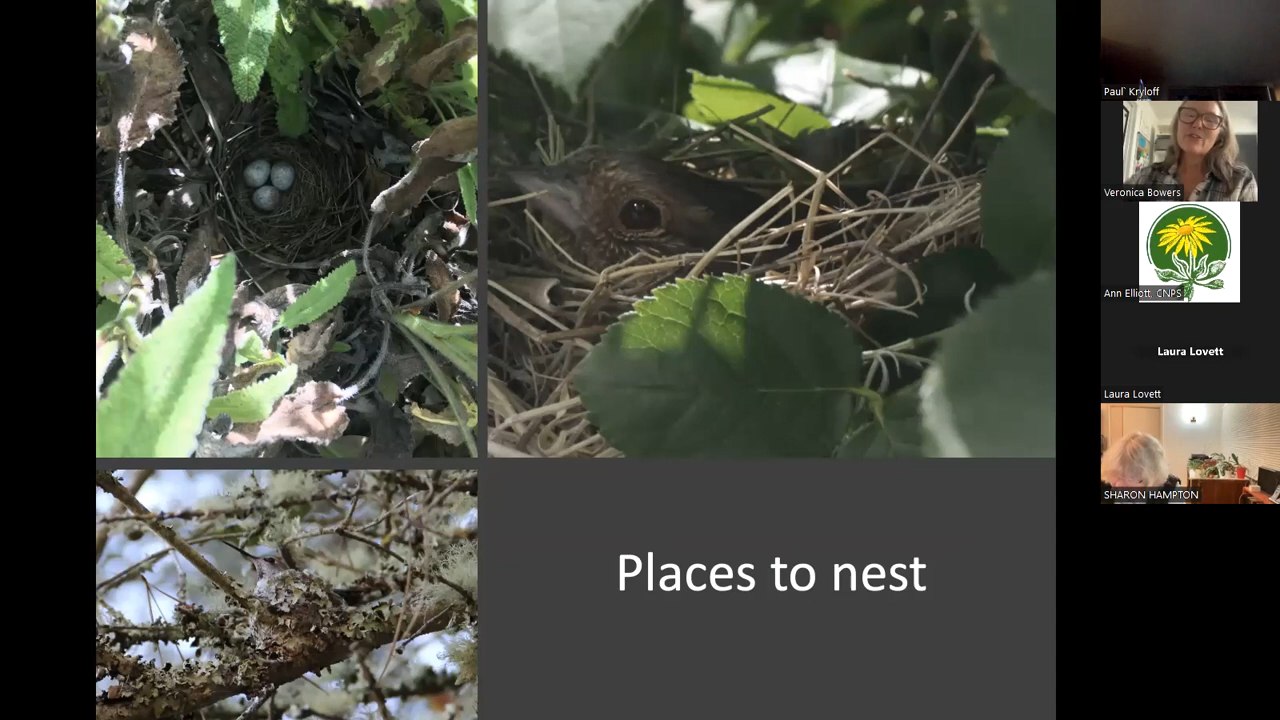 Places to nest
Paul` Kryloff
Veronica Bowers
Ann Elliott. CNPS
Laura Lovett
Laura Lovett
SHARON HAMPTON